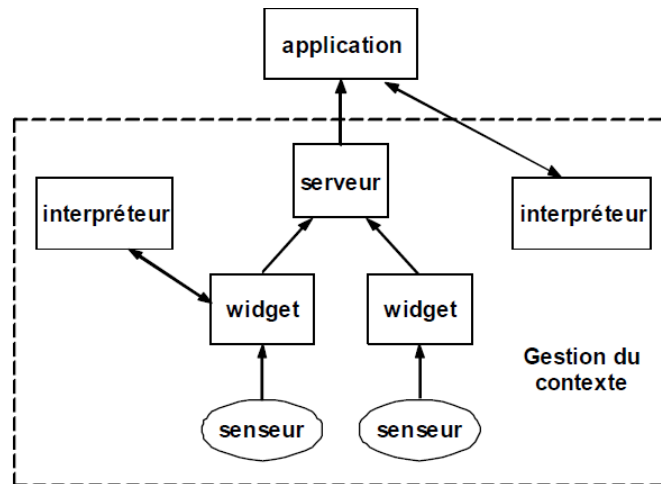 application
serveur
interpréteur
interpréteur
widget
widget
Gestion du
contexte
senseur
senseur